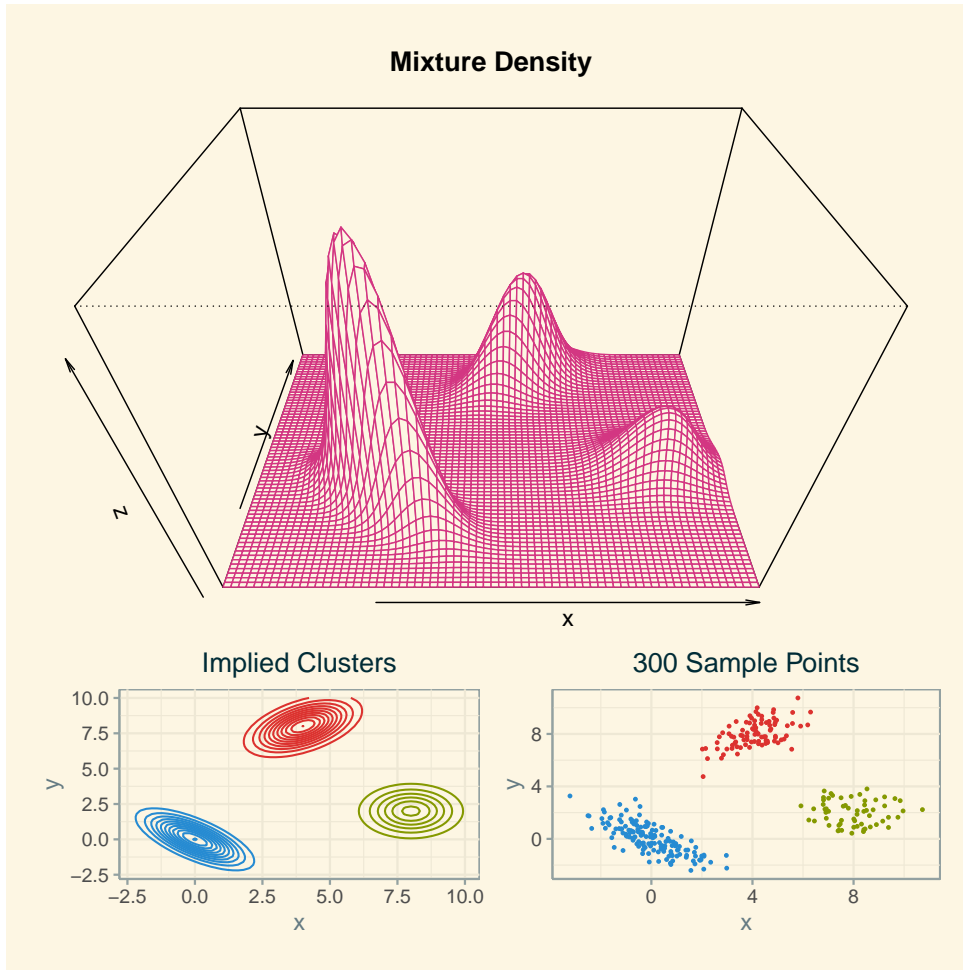 Mixture Density
y
z
x
Implied Clusters
10.0
7.5
5.0
2.5
0.0
−2.5
y
−2.5 0.0 2.5 5.0 7.5 10.0
x
300 Sample Points
8
4
0
y
0 4 8
x